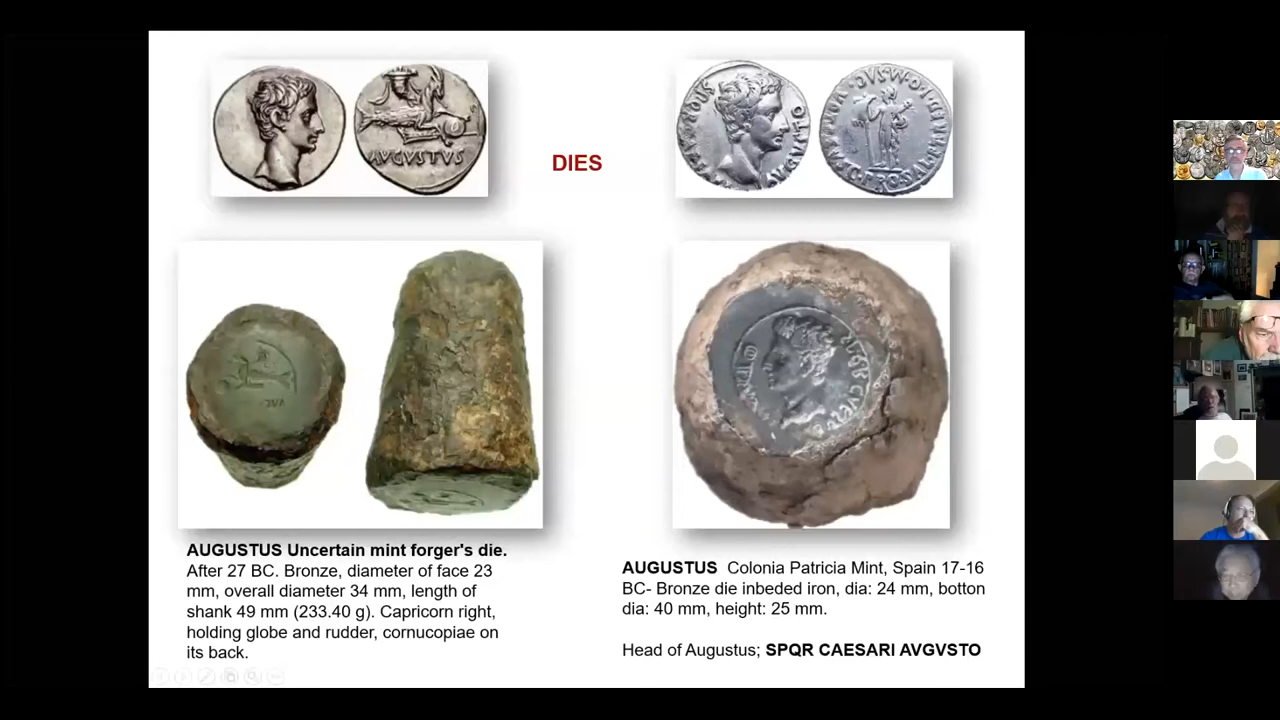 DIES
AVGVSTVS
AUGUSTUS Uncertain mint forger's die.
After 27 BC. Bronze, diameter of face 23
mm, overall diameter 34 mm, length of
shank 49 mm (233.40 g). Capricorn right,
holding globe and rudder, cornucopiae on
its back.
AUGUSTUS Colonia Patricia Mint, Spain 17-16
BC- Bronze die inbeded iron, dia: 24 mm, botton
dia: 40 mm, height: 25 mm.
Head of Augustus; SPQR CAESARI AVGVSTO